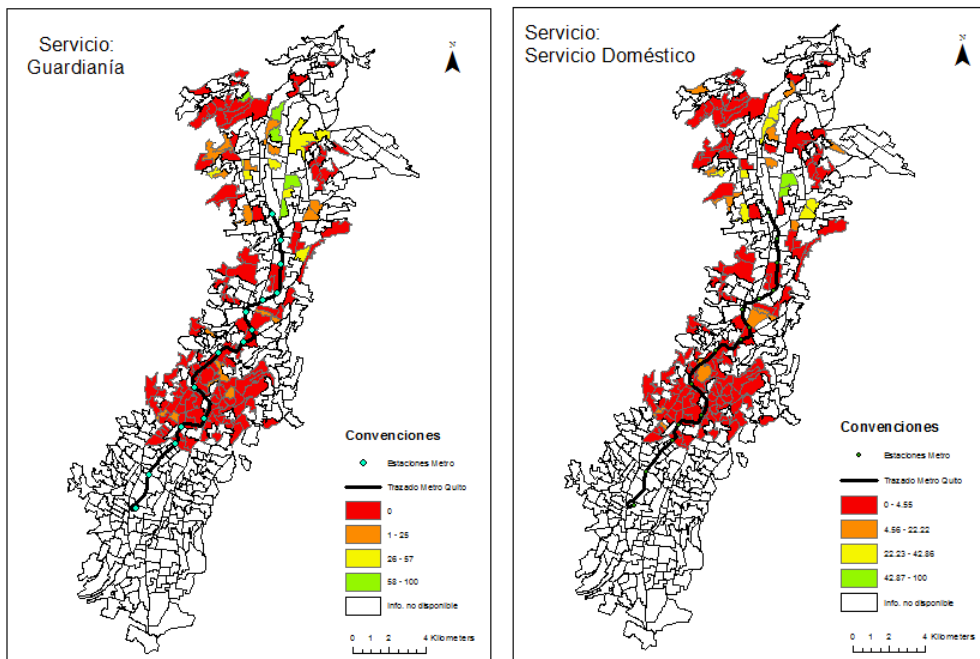 Servicio:
Guardianía
N
Convenciones
Estaciones Metro
Trazado Metro Quito
0
1 - 25
26 - 57
58 - 100
Info. no disponible
0 1 2 4 Kilometers
Servicio:
Servicio Doméstico
N
Convenciones
Estaciones Metro
Trazado Metro Quito
0 - 4.55
4.56 - 22.22
22.23 - 42.86
42.87 - 100
Info. no disponible
0 1 2 4 Kilometers